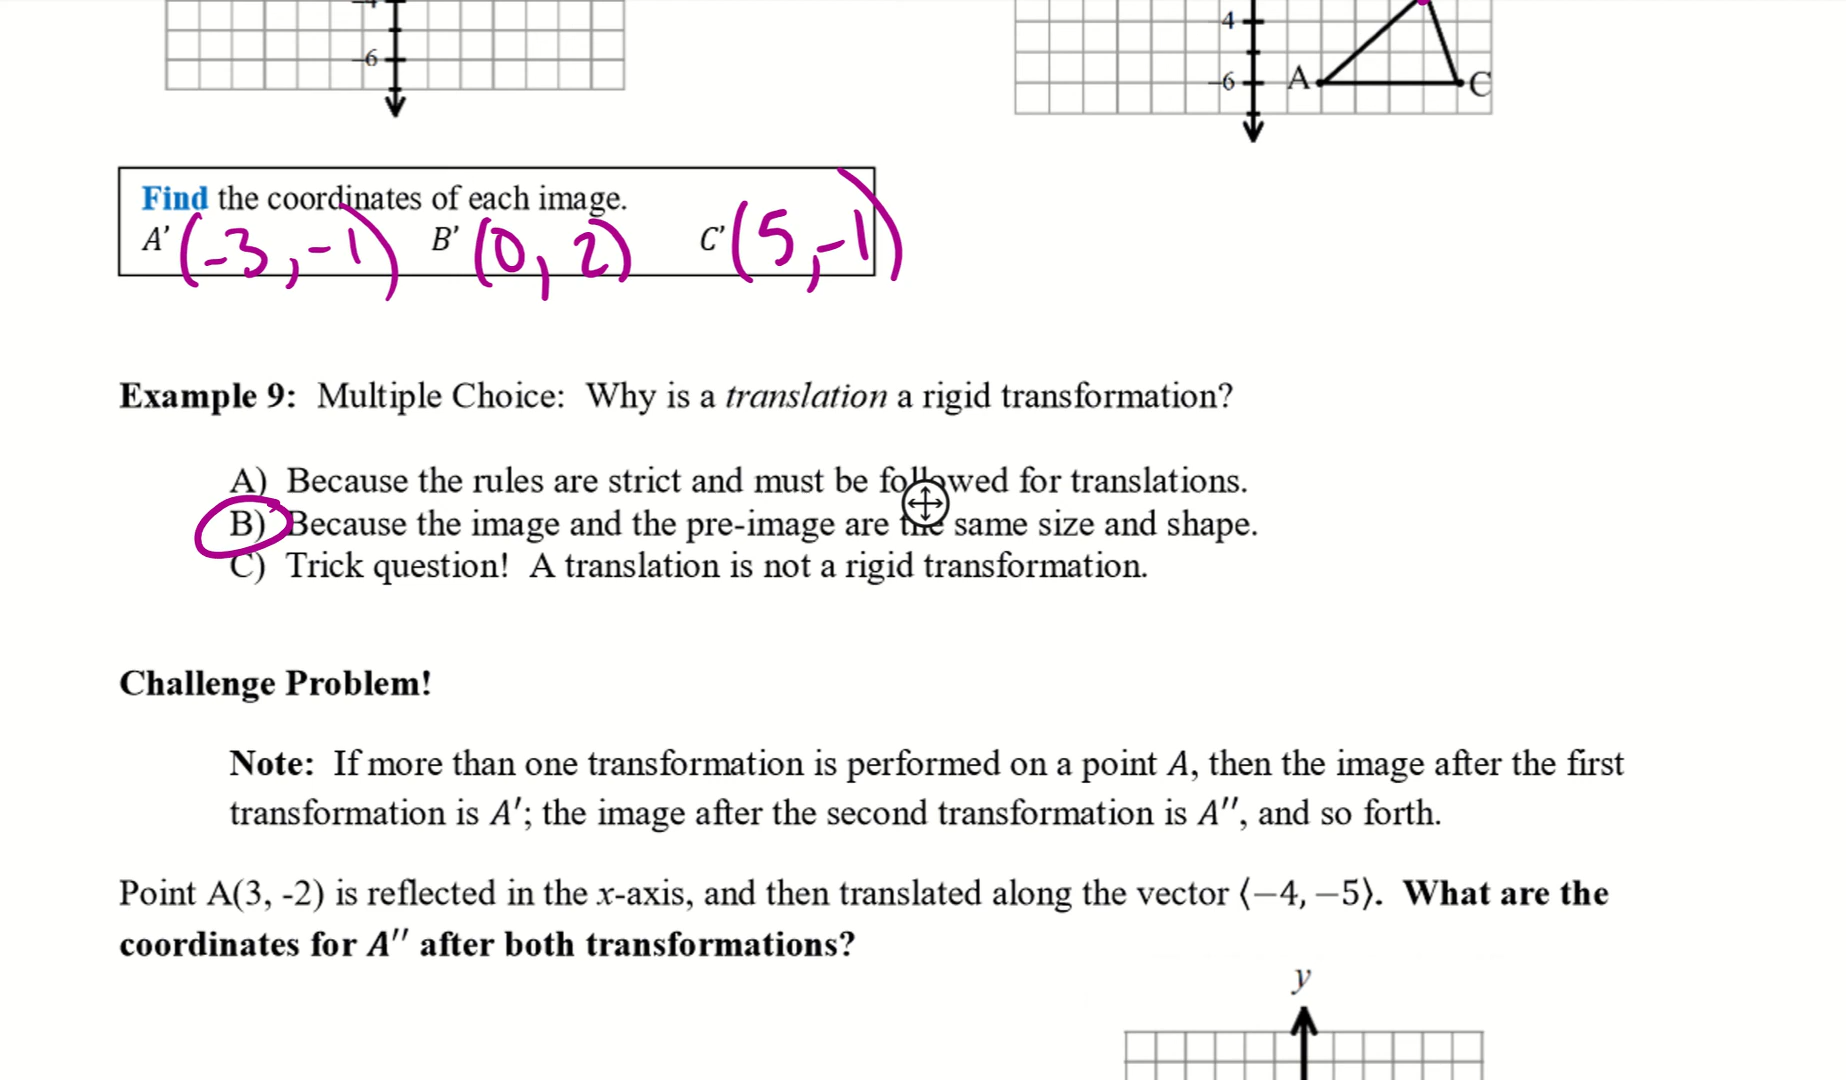 -4
4
-6
-6 A C
Find the coordinates of each image.
A' (-3, -1) B' (0, 2) C' (5, -1)
Example 9: Multiple Choice: Why is a translation a rigid transformation?
A) Because the rules are strict and must be followed for translations.
B) Because the image and the pre-image are the same size and shape.
C) Trick question! A translation is not a rigid transformation.
Challenge Problem!
Note: If more than one transformation is performed on a point A, then the image after the first
transformation is A′; the image after the second transformation is A′′, and so forth.
Point A(3, -2) is reflected in the x-axis, and then translated along the vector ⟨−4, −5⟩. What are the
coordinates for A′′ after both transformations?
y